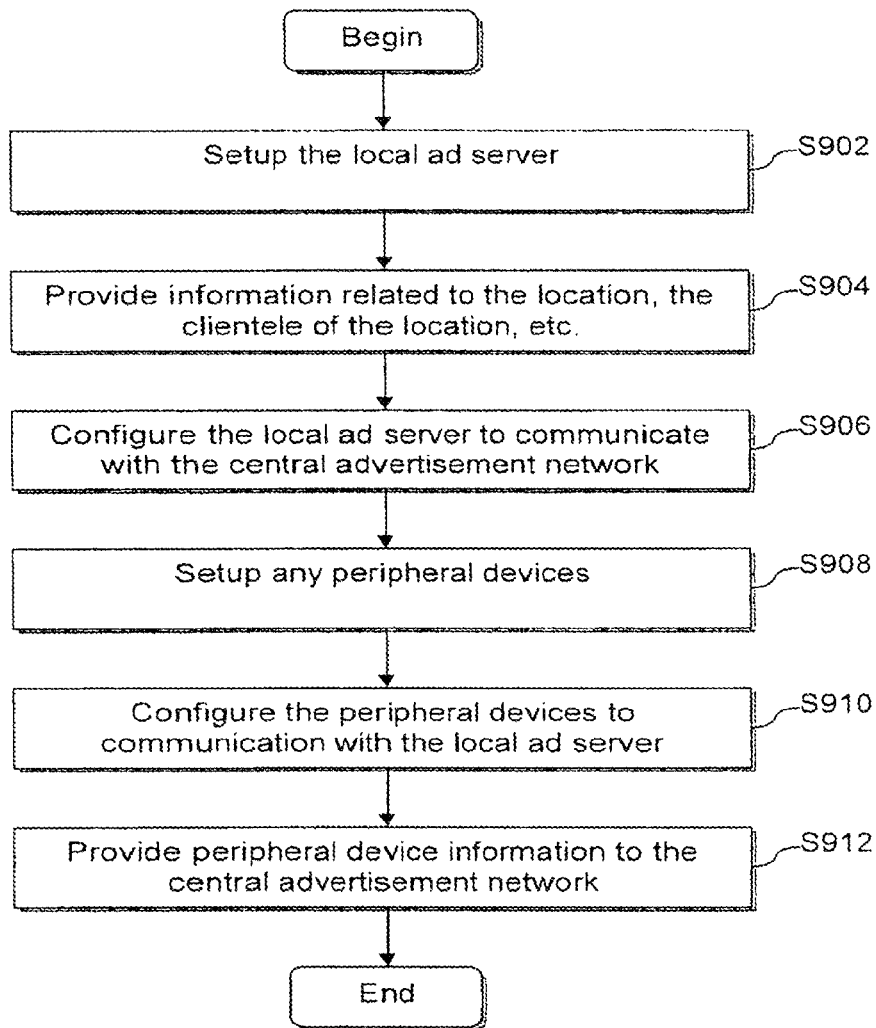 Begin
Setup the local ad server
S902
Provide information related to the location, the
clientele of the location, etc.
S904
Configure the local ad server to communicate
with the central advertisement network
S906
Setup any peripheral devices
S908
Configure the peripheral devices to
communication with the local ad server
S910
Provide peripheral device information to the
central advertisement network
S912
End